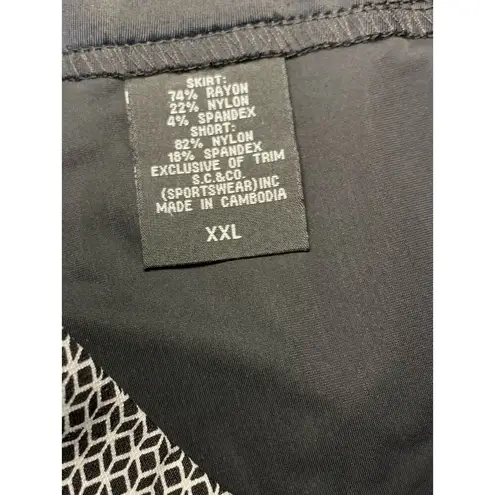 SKIRT:
74% RAYON
22% NYLON
4% SPANDEX
SHORT:
82% NYLON
18% SPANDEX
EXCLUSIVE OF TRIM
S.C.&CO.
(SPORTSWEAR)INC
MADE IN CAMBODIA
XXL